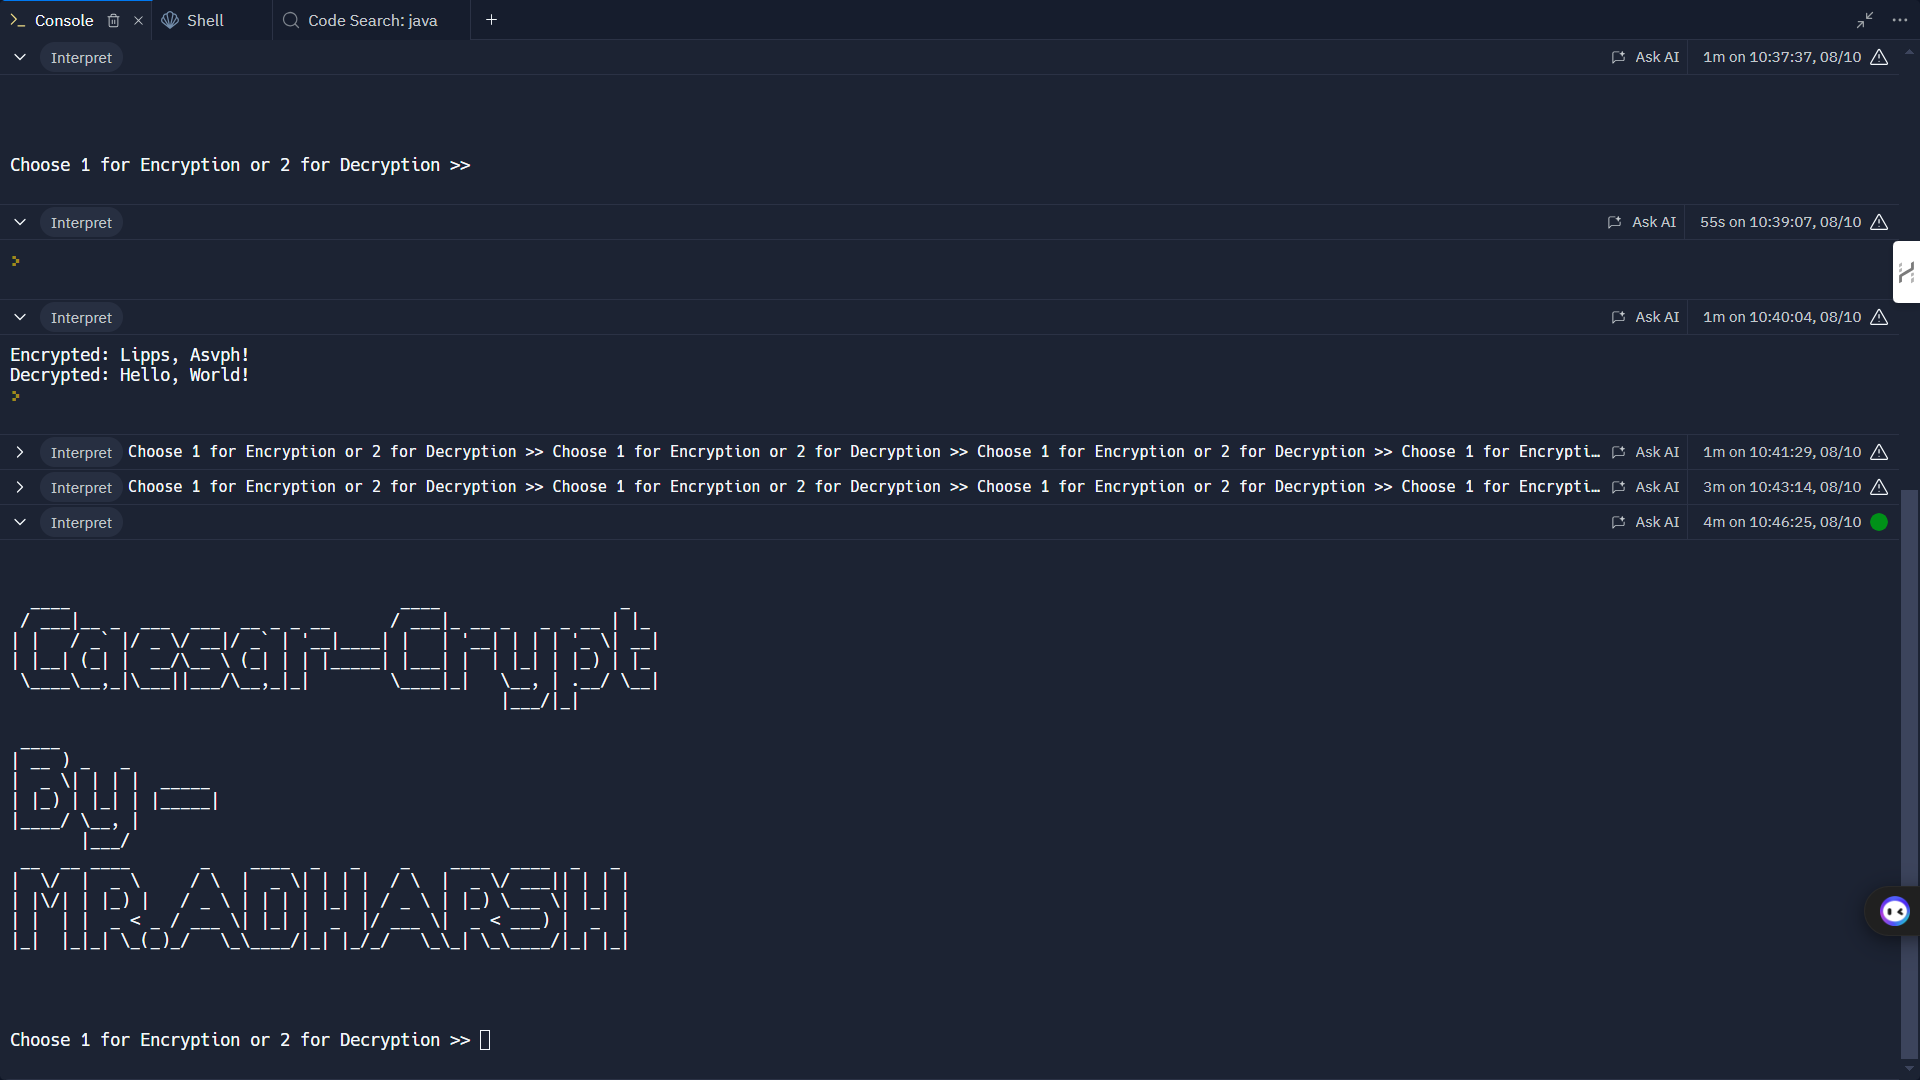 Console
Shell
Code Search: java
Interpret
Ask AI
1m on 10:37:37, 08/10
Choose 1 for Encryption or 2 for Decryption >>
Interpret
Ask AI
55s on 10:39:07, 08/10
Interpret
Ask AI
1m on 10:40:04, 08/10
Encrypted: Lipps, Asvph!
Decrypted: Hello, World!
Interpret Choose 1 for Encryption or 2 for Decryption >> Choose 1 for Encryption or 2 for Decryption >> Choose 1 for Encryption or 2 for Decryption >> Choose 1 for Encrypti… Ask AI 1m on 10:41:29, 08/10
Interpret Choose 1 for Encryption or 2 for Decryption >> Choose 1 for Encryption or 2 for Decryption >> Choose 1 for Encryption or 2 for Decryption >> Choose 1 for Encrypti… Ask AI 3m on 10:43:14, 08/10
Interpret
Ask AI
4m on 10:46:25, 08/10
Caesar-Crypt
By -
MR.ADHARSH
Choose 1 for Encryption or 2 for Decryption >>